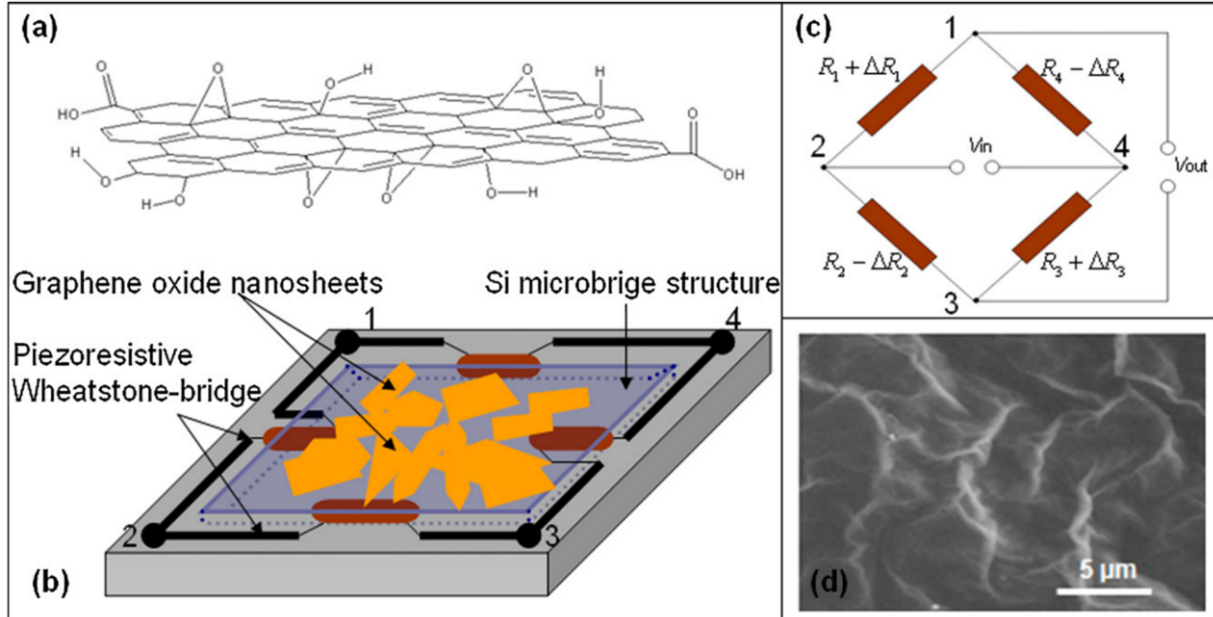 (a)
O
HO
O
O
H
O
H
O
O
OH
H
O
H
O
O
O
O
H
Graphene oxide nanosheets
Si microbrige structure
Piezoresistive
Wheatstone-bridge
1
4
2
3
(b)
(c)
1
R1 + ΔR1
R4 − ΔR4
2
Vin
4
Vout
R2 − ΔR2
R3 + ΔR3
3
5 μm
(d)